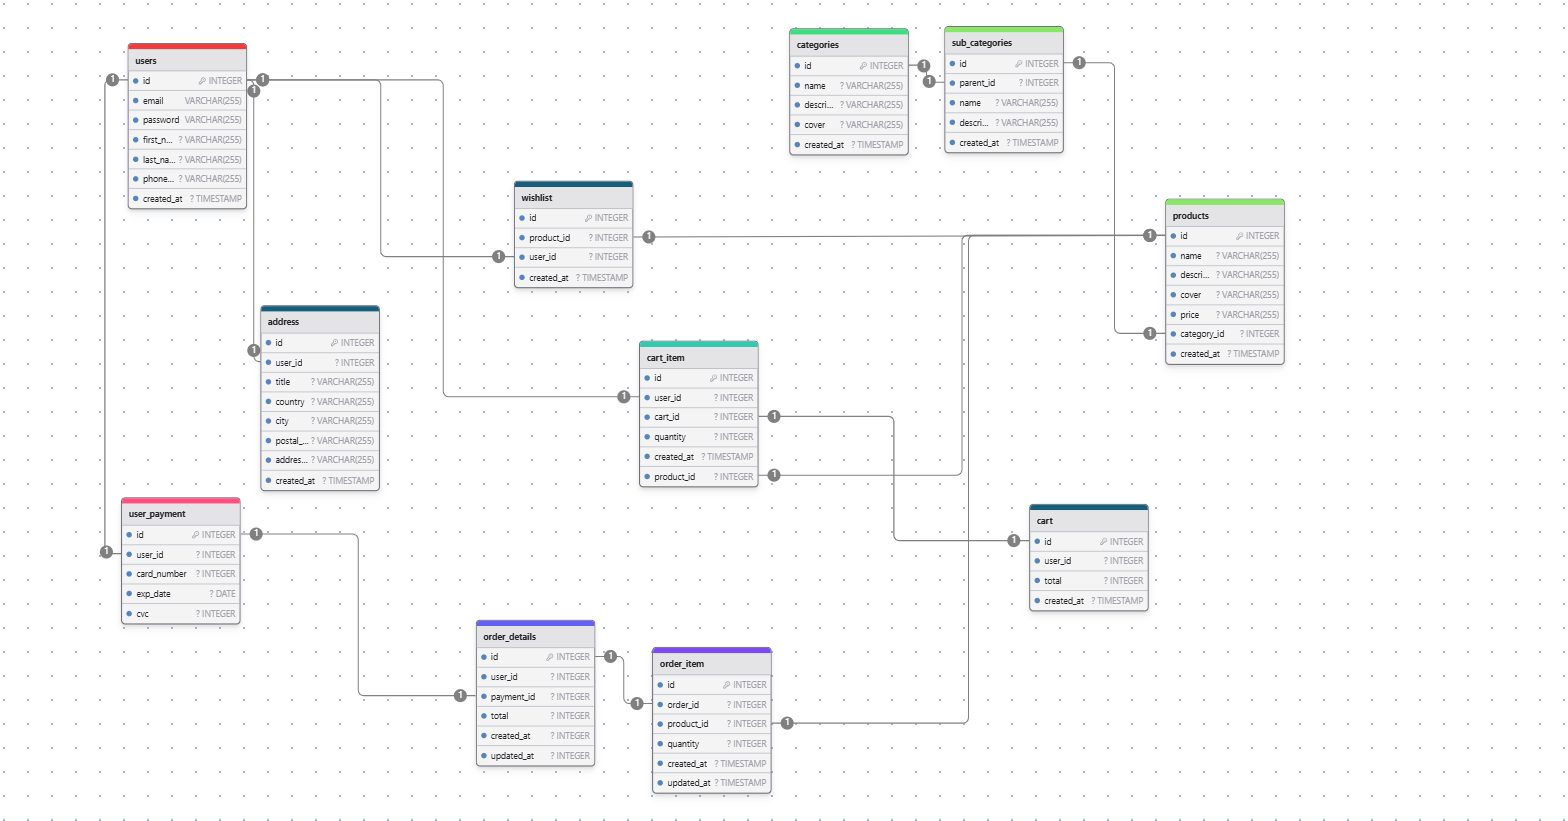 users
id INTEGER
email VARCHAR(255)
password VARCHAR(255)
first_n... ? VARCHAR(255)
last_na... ? VARCHAR(255)
phone... ? VARCHAR(255)
created_at ? TIMESTAMP
1
1
1
categories
id INTEGER
name ? VARCHAR(255)
descri... ? VARCHAR(255)
cover ? VARCHAR(255)
created_at ? TIMESTAMP
1
1
sub_categories
id INTEGER
parent_id ? INTEGER
name ? VARCHAR(255)
descri... ? VARCHAR(255)
created_at ? TIMESTAMP
1
wishlist
id INTEGER
product_id ? INTEGER
user_id ? INTEGER
created_at ? TIMESTAMP
1
1
products
id INTEGER
name ? VARCHAR(255)
descri... ? VARCHAR(255)
cover ? VARCHAR(255)
price ? VARCHAR(255)
category_id ? INTEGER
created_at ? TIMESTAMP
1
1
address
id INTEGER
user_id ? INTEGER
title ? VARCHAR(255)
country ? VARCHAR(255)
city ? VARCHAR(255)
postal_... ? VARCHAR(255)
addres... ? VARCHAR(255)
created_at ? TIMESTAMP
1
cart_item
id INTEGER
user_id ? INTEGER
cart_id ? INTEGER
quantity ? INTEGER
created_at ? TIMESTAMP
product_id ? INTEGER
1
1
1
user_payment
id INTEGER
user_id ? INTEGER
card_number ? INTEGER
exp_date ? DATE
cvc ? INTEGER
1
1
cart
id INTEGER
user_id ? INTEGER
total ? INTEGER
created_at ? TIMESTAMP
1
order_details
id INTEGER
user_id ? INTEGER
payment_id ? INTEGER
total ? INTEGER
created_at ? INTEGER
updated_at ? INTEGER
1
1
order_item
id INTEGER
order_id ? INTEGER
product_id ? INTEGER
quantity ? INTEGER
created_at ? TIMESTAMP
updated_at ? TIMESTAMP
1
1